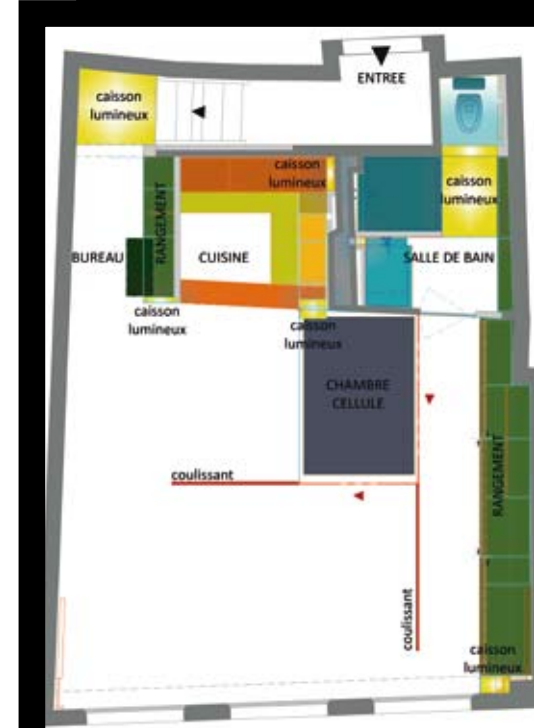 ENTREE
caisson
lumineux
caisson
lumineux
caisson
lumineux
RANGEMENT
BUREAU
CUISINE
SALLE DE BAIN
caisson
lumineux
caisson
lumineux
CHAMBRE
CELLULE
RANGEMENT
coulissant
coulissant
caisson
lumineux